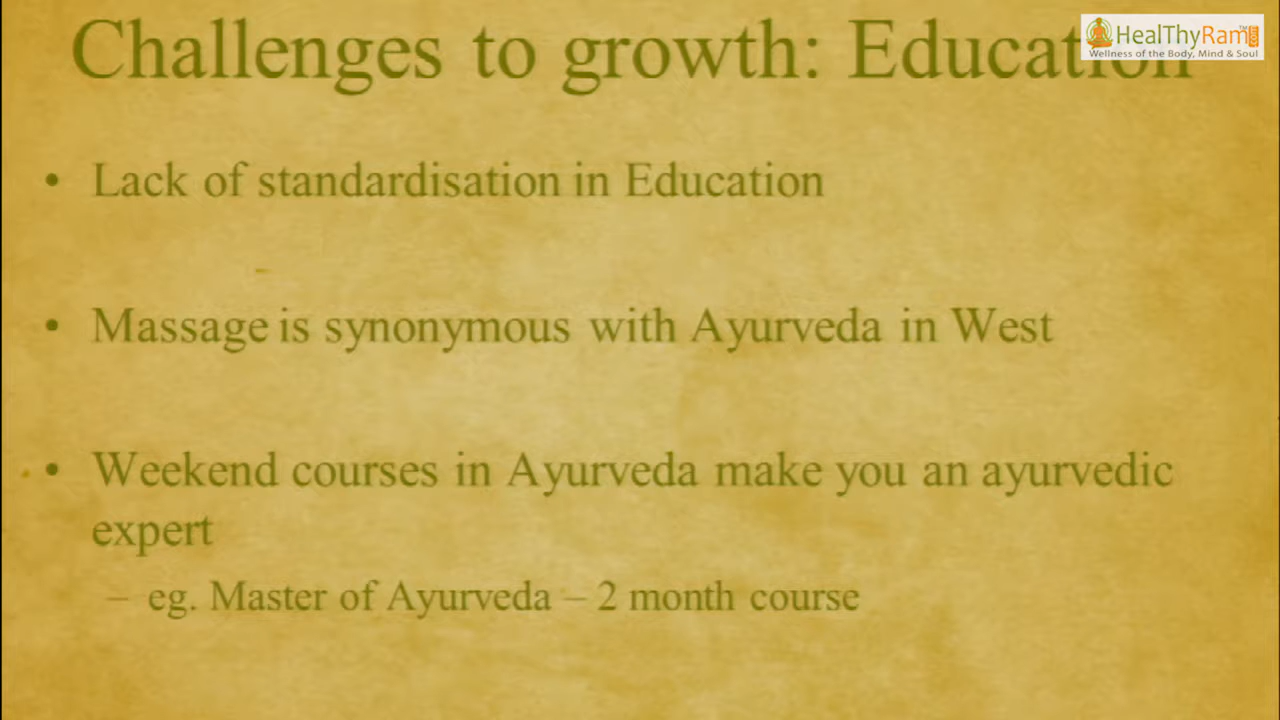 Challenges to growth: Education
HealThyRam
Wellness of the Body, Mind & Soul
• Lack of standardisation in Education
• Massage is synonymous with Ayurveda in West
• Weekend courses in Ayurveda make you an ayurvedic
expert
– eg. Master of Ayurveda – 2 month course